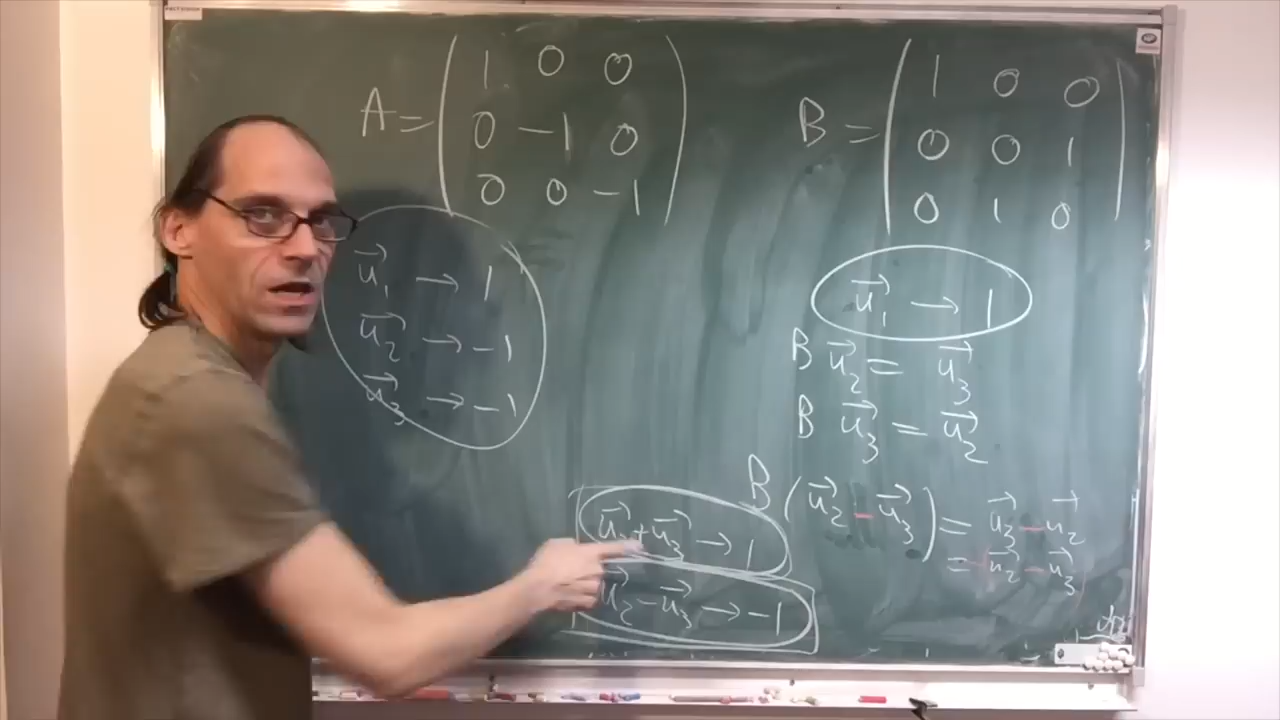 A = ( 1 0 0
0 -1 0
0 0 -1 )
u⃗₁ → 1
u⃗₂ → -1
u⃗₃ → -1
B = ( 1 0 0
0 0 1
0 1 0 )
u⃗₁ → 1
B u⃗₂ = u⃗₃
B u⃗₃ = u⃗₂
B (u⃗₂ - u⃗₃) = u⃗₃ - u⃗₂
= - u⃗₂ - u⃗₃
u⃗₂ + u⃗₃ → 1
u⃗₂ - u⃗₃ → -1